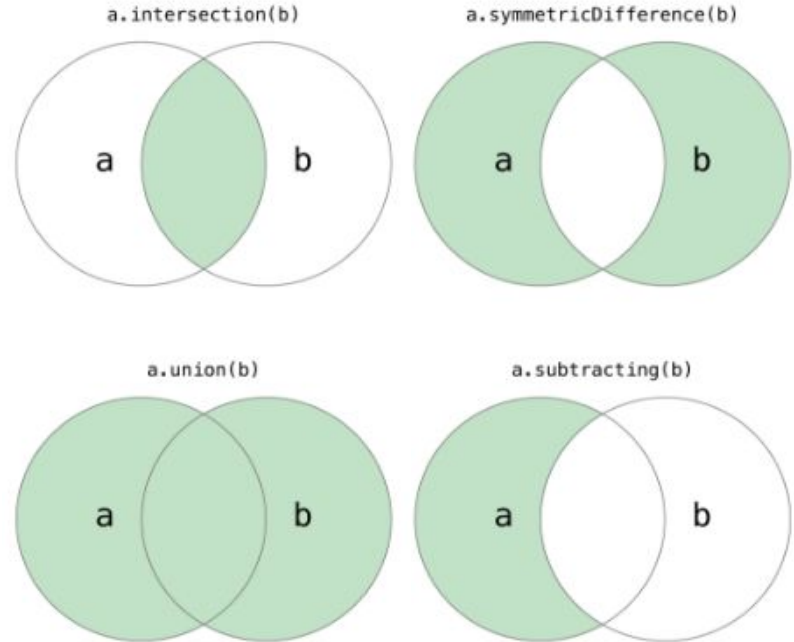 a.intersection(b)
a.symmetricDifference(b)
a
b
a
b
a.union(b)
a.subtracting(b)
a
b
a
b